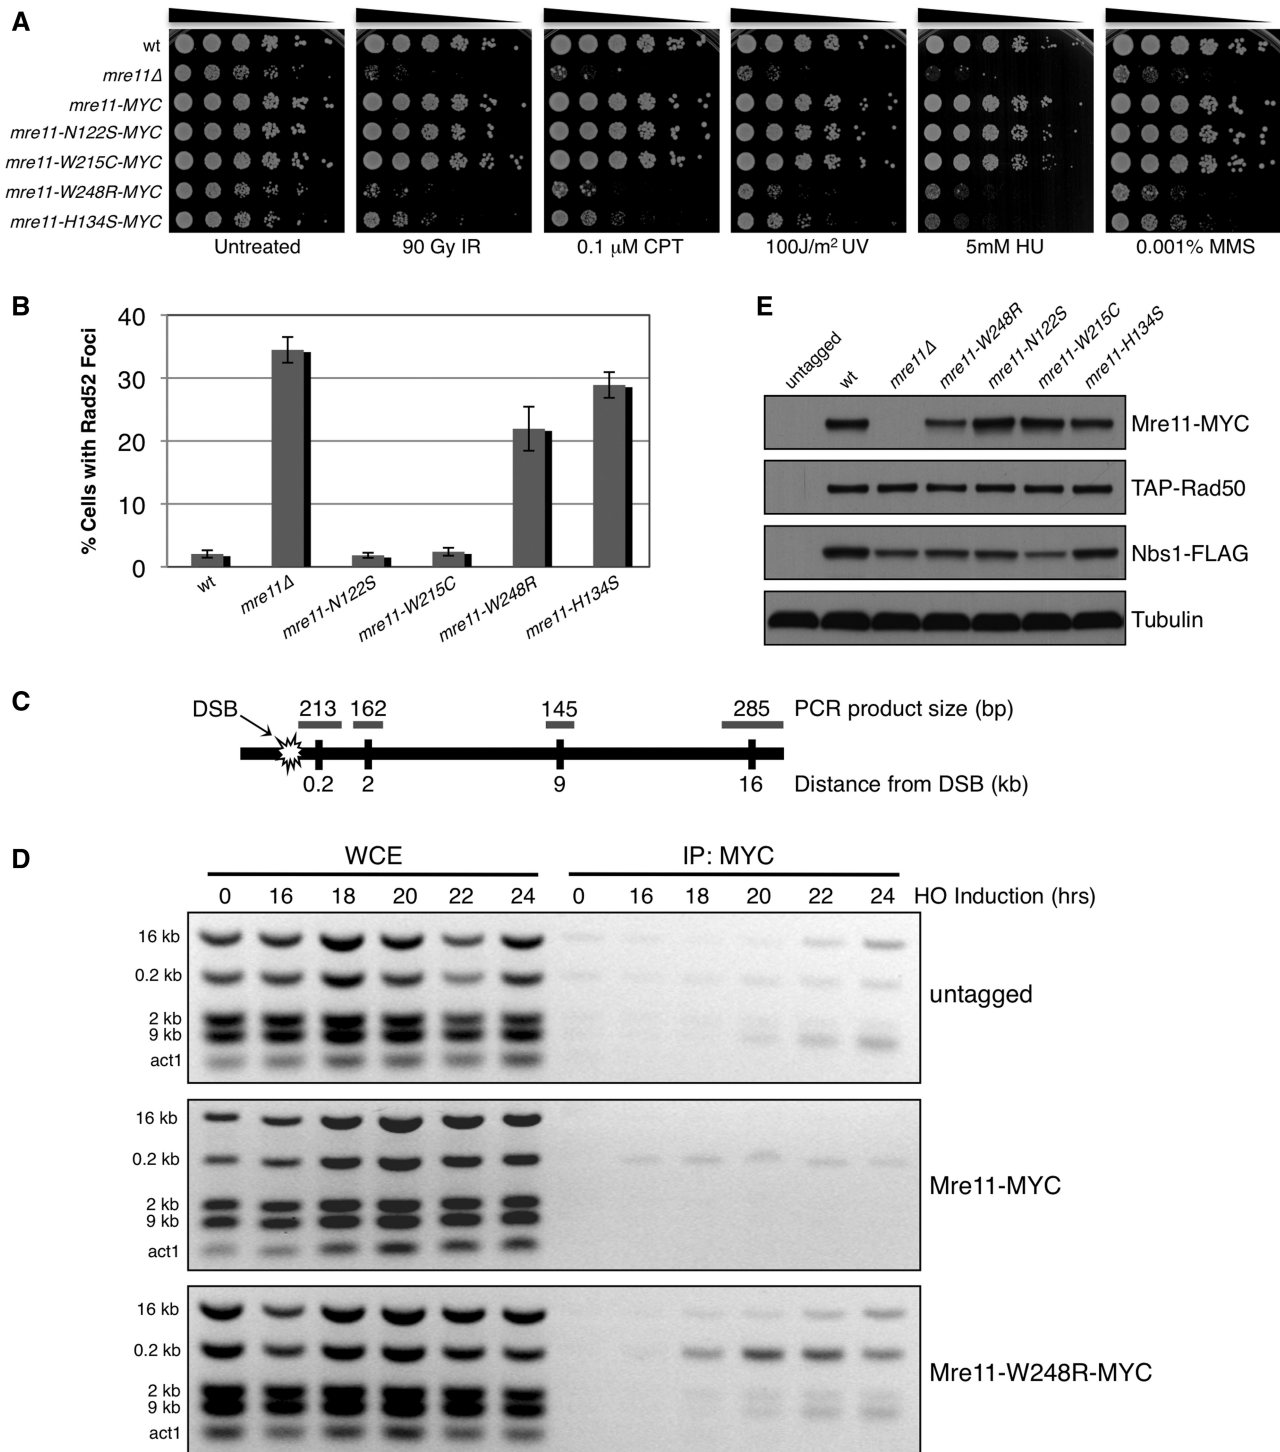 A
wt
mre11Δ
mre11-MYC
mre11-N122S-MYC
mre11-W215C-MYC
mre11-W248R-MYC
mre11-H134S-MYC
Untreated
90 Gy IR
0.1 μM CPT
100J/m² UV
5mM HU
0.001% MMS
B
% Cells with Rad52 Foci
40
30
20
10
0
wt
mre11Δ
mre11-N122S
mre11-W215C
mre11-W248R
mre11-H134S
E
untagged
wt
mre11Δ
mre11-W248R
mre11-N122S
mre11-W215C
mre11-H134S
Mre11-MYC
TAP-Rad50
Nbs1-FLAG
Tubulin
C
DSB
213 162 145 285 PCR product size (bp)
0.2 2 9 16 Distance from DSB (kb)
D
WCE IP: MYC
0 16 18 20 22 24 0 16 18 20 22 24 HO Induction (hrs)
16 kb
0.2 kb
2 kb
9 kb
act1
untagged
16 kb
0.2 kb
2 kb
9 kb
act1
Mre11-MYC
16 kb
0.2 kb
2 kb
9 kb
act1
Mre11-W248R-MYC